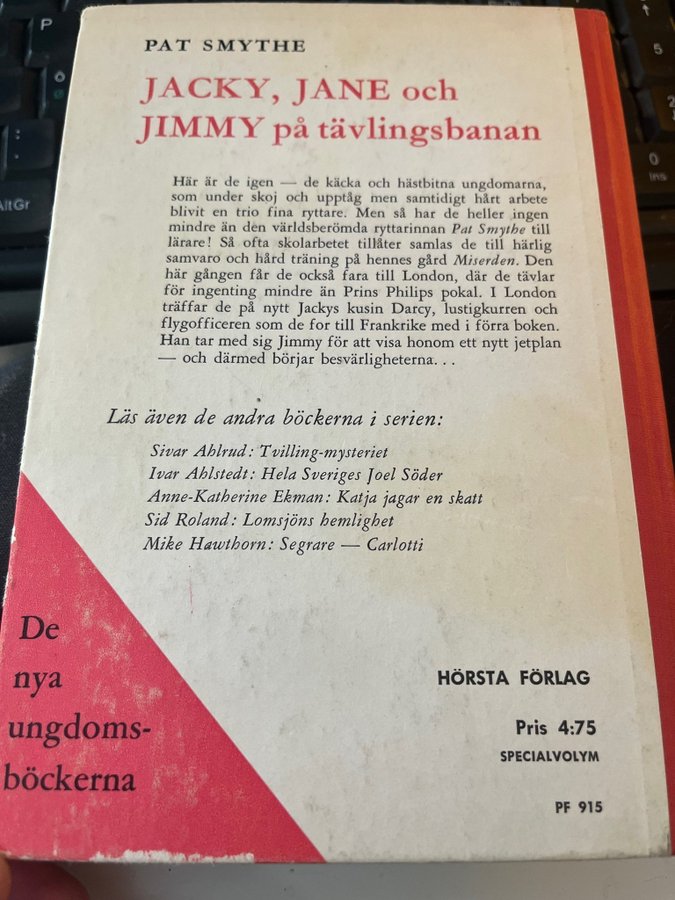 PAT SMYTHE
JACKY, JANE och
JIMMY på tävlingsbanan
Här är de igen — de käcka och hästbitna ungdomarna,
som under skoj och upptåg men samtidigt hårt arbete
blivit en trio fina ryttare. Men så har de heller ingen
mindre än den världsberömda ryttarinnan Pat Smythe till
lärare! Så ofta skolarbetet tillåter samlas de till härlig
samvaro och hård träning på hennes gård Miserden. Den
här gången får de också fara till London, där de tävlar
för ingenting mindre än Prins Philips pokal. I London
träffar de på nytt Jackys kusin Darcy, lustigkurren och
flygofficeren som de for till Frankrike med i förra boken.
Han tar med sig Jimmy för att visa honom ett nytt jetplan
— och därmed börjar besvärligheterna. . .
Läs även de andra böckerna i serien:
Sivar Ahlrud: Tvilling-mysteriet
Ivar Ahlstedt: Hela Sveriges Joel Söder
Anne-Katherine Ekman: Katja jagar en skatt
Sid Roland: Lomsjöns hemlighet
Mike Hawthorn: Segrare — Carlotti
De
nya
ungdoms-
böckerna
HÖRSTA FÖRLAG
Pris 4:75
SPECIALVOLYM
PF 915
P
AltGr
5
2
0
Ins